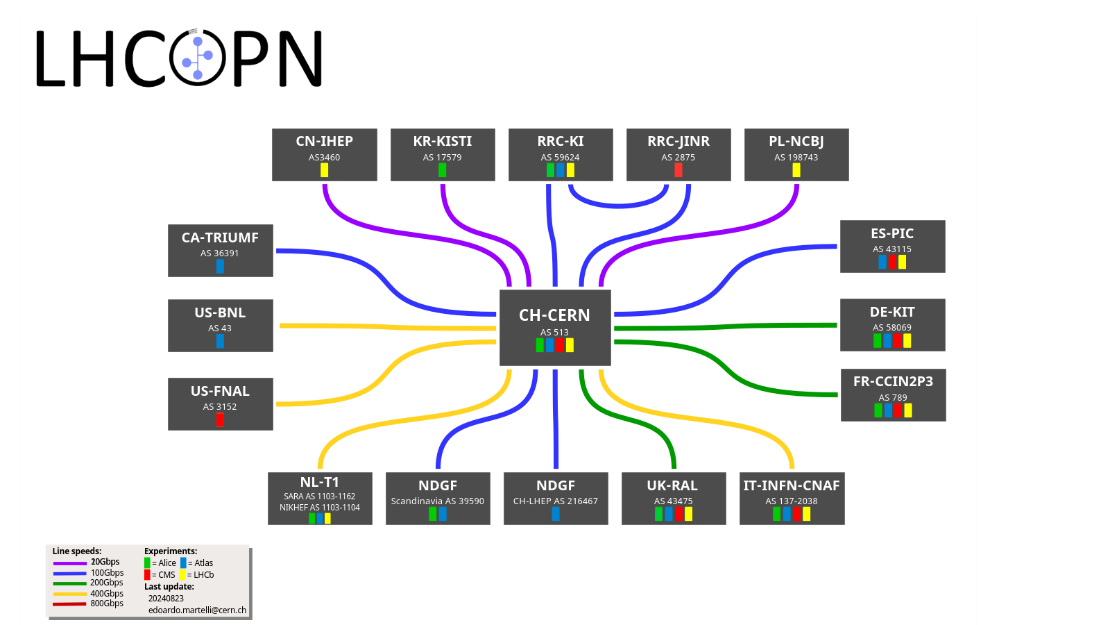 LHCOPN
CN-IHEP
AS3460
KR-KISTI
AS 17579
RRC-KI
AS 59624
RRC-JINR
AS 2875
PL-NCBJ
AS 198743
CA-TRIUMF
AS 36391
ES-PIC
AS 43115
US-BNL
AS 43
CH-CERN
AS 513
DE-KIT
AS 58069
US-FNAL
AS 3152
FR-CCIN2P3
AS 789
NL-T1
SARA AS 1103-1162
NIKHEF AS 1103-1104
NDGF
Scandinavia AS 39590
NDGF
CH-LHEP AS 216467
UK-RAL
AS 43475
IT-INFN-CNAF
AS 137-2038
Line speeds:
20Gbps
100Gbps
200Gbps
400Gbps
800Gbps
Experiments:
= Alice = Atlas
= CMS = LHCb
Last update:
20240823
edoardo.martelli@cern.ch